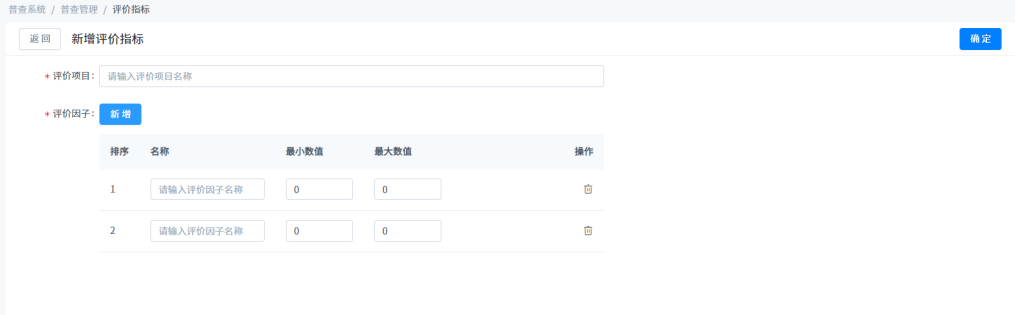 普查系统 / 普查管理 / 评价指标
返回 新增评价指标 确定
* 评价项目: 请输入评价项目名称
* 评价因子: 新增
排序 名称 最小数值 最大数值 操作
1 请输入评价因子名称 0 0
2 请输入评价因子名称 0 0